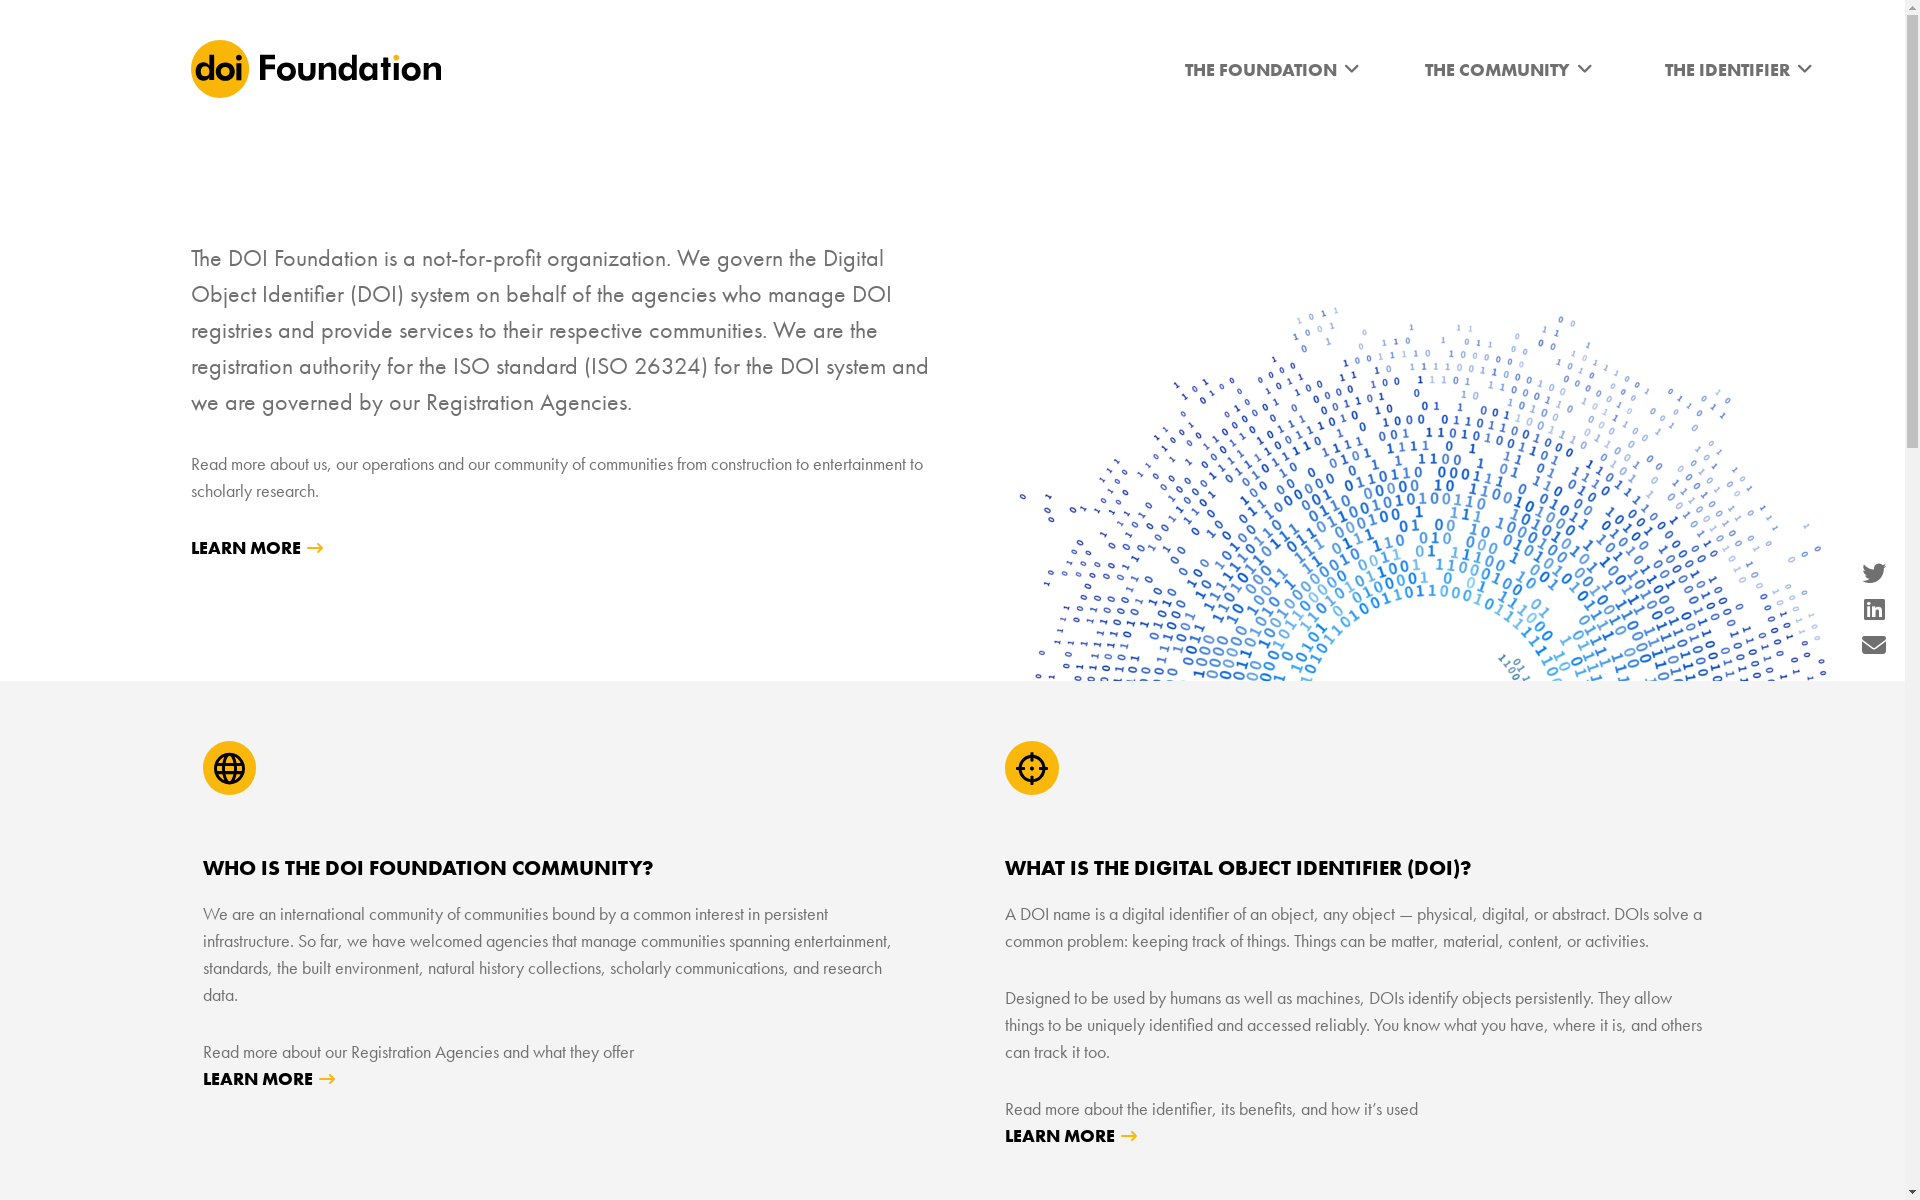 doi Foundation
THE FOUNDATION
THE COMMUNITY
THE IDENTIFIER
The DOI Foundation is a not-for-profit organization. We govern the Digital
Object Identifier (DOI) system on behalf of the agencies who manage DOI
registries and provide services to their respective communities. We are the
registration authority for the ISO standard (ISO 26324) for the DOI system and
we are governed by our Registration Agencies.
Read more about us, our operations and our community of communities from construction to entertainment to
scholarly research.
LEARN MORE
WHO IS THE DOI FOUNDATION COMMUNITY?
We are an international community of communities bound by a common interest in persistent
infrastructure. So far, we have welcomed agencies that manage communities spanning entertainment,
standards, the built environment, natural history collections, scholarly communications, and research
data.
Read more about our Registration Agencies and what they offer
LEARN MORE
WHAT IS THE DIGITAL OBJECT IDENTIFIER (DOI)?
A DOI name is a digital identifier of an object, any object — physical, digital, or abstract. DOIs solve a
common problem: keeping track of things. Things can be matter, material, content, or activities.
Designed to be used by humans as well as machines, DOIs identify objects persistently. They allow
things to be uniquely identified and accessed reliably. You know what you have, where it is, and others
can track it too.
Read more about the identifier, its benefits, and how it’s used
LEARN MORE